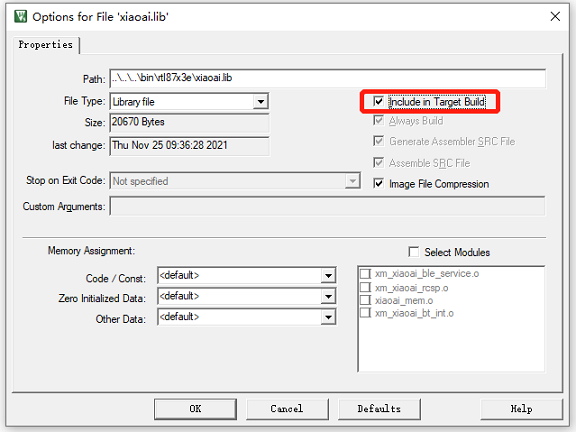 Options for File 'xiaoai.lib'
Properties
Path: ..\..\..\bin\rtl87x3e\xiaoai.lib
File Type: Library file
Include in Target Build
Size: 20670 Bytes
Always Build
last change: Thu Nov 25 09:36:28 2021
Generate Assembler SRC File
Assemble SRC File
Stop on Exit Code: Not specified
Image File Compression
Custom Arguments:
Memory Assignment:
Select Modules
Code / Const: <default>
xm_xiaoai_ble_service.o
xm_xiaoai_rcsp.o
Zero Initialized Data: <default>
xiaoai_mem.o
xm_xiaoai_bt_int.o
Other Data: <default>
OK
Cancel
Defaults
Help